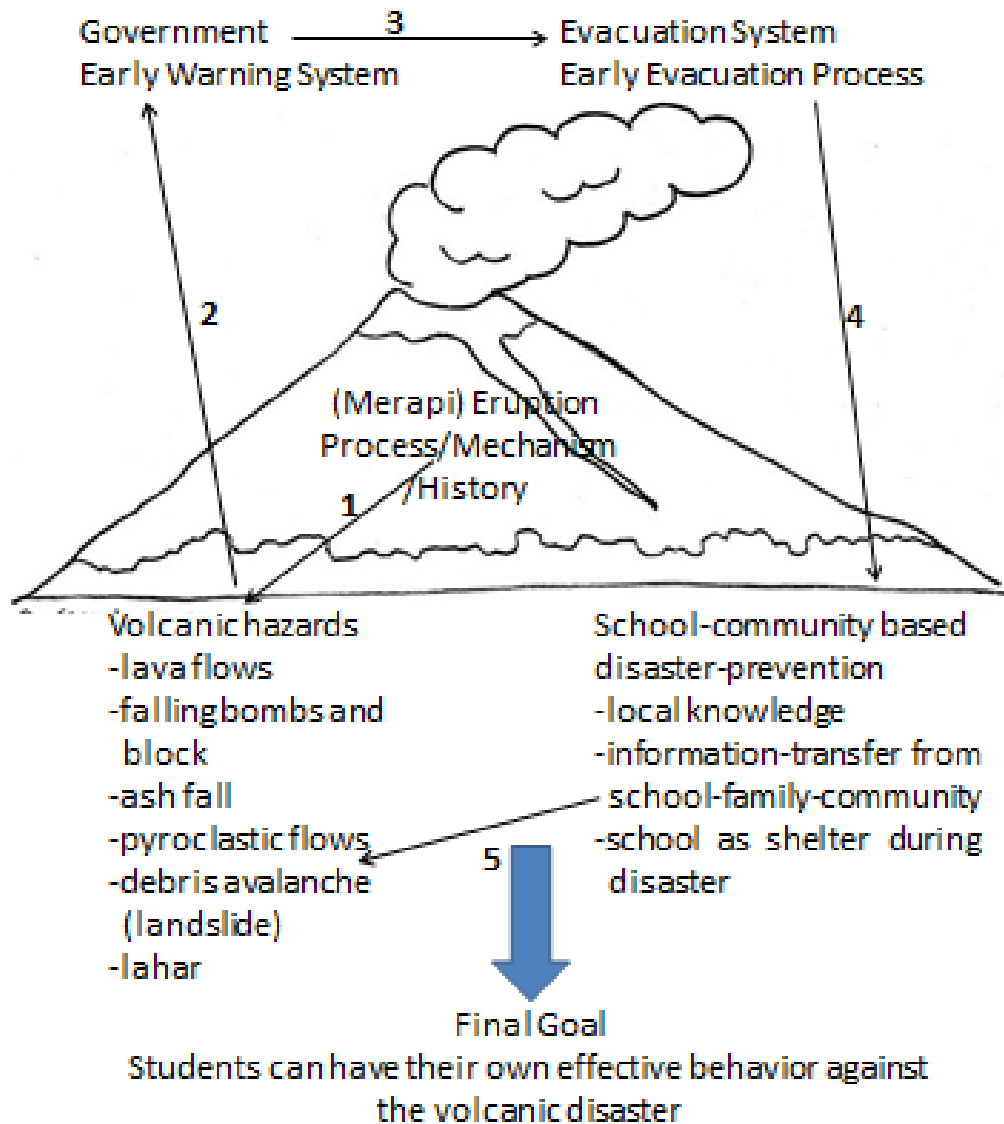 Government
Early Warning System
3
Evacuation System
Early Evacuation Process
2
4
(Merapi) Eruption
Process/Mechanism
/History
1
Volcanic hazards
-lava flows
-falling bombs and
block
-ash fall
-pyroclastic flows
-debris avalanche
(landslide)
-lahar
School-community based
disaster-prevention
-local knowledge
-information-transfer from
school-family-community
-school as shelter during
disaster
5
Final Goal
Students can have their own effective behavior against
the volcanic disaster